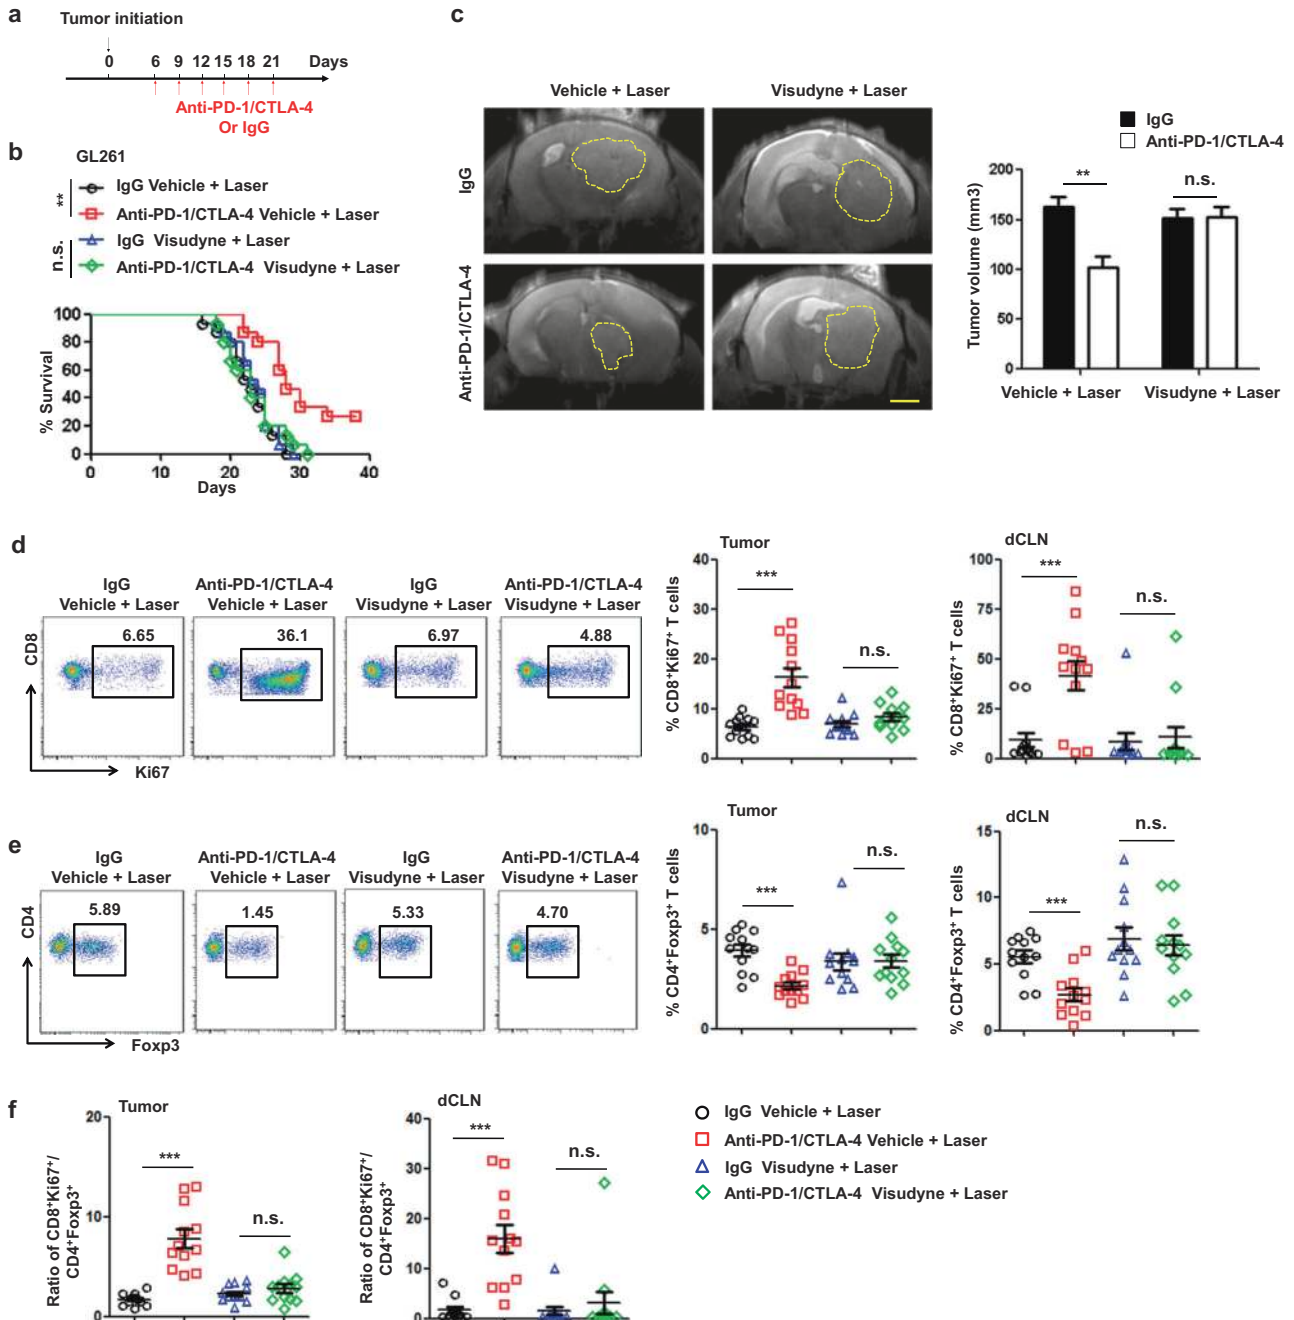 a
Tumor initiation
0 6 9 12 15 18 21 Days
Anti-PD-1/CTLA-4
Or IgG
b
GL261
** IgG Vehicle + Laser
Anti-PD-1/CTLA-4 Vehicle + Laser
n.s. IgG Visudyne + Laser
Anti-PD-1/CTLA-4 Visudyne + Laser
% Survival
100
80
60
40
20
0
0 10 20 30 40
Days
c
Vehicle + Laser Visudyne + Laser
IgG
Anti-PD-1/CTLA-4
IgG
Anti-PD-1/CTLA-4
Tumor volume (mm3)
200
150
100
50
0
** n.s.
Vehicle + Laser Visudyne + Laser
d
IgG Anti-PD-1/CTLA-4 IgG Anti-PD-1/CTLA-4
Vehicle + Laser Vehicle + Laser Visudyne + Laser Visudyne + Laser
6.65 36.1 6.97 4.88
CD8
Ki67
Tumor
% CD8⁺Ki67⁺ T cells
40
30
20
10
0
*** n.s.
dCLN
% CD8⁺Ki67⁺ T cells
100
75
50
25
0
*** n.s.
e
IgG Anti-PD-1/CTLA-4 IgG Anti-PD-1/CTLA-4
Vehicle + Laser Vehicle + Laser Visudyne + Laser Visudyne + Laser
5.89 1.45 5.33 4.70
CD4
Foxp3
Tumor
% CD4⁺Foxp3⁺ T cells
10
5
0
*** n.s.
dCLN
% CD4⁺Foxp3⁺ T cells
15
10
5
0
*** n.s.
f
Tumor
Ratio of CD8⁺Ki67⁺/
CD4⁺Foxp3⁺
20
10
0
*** n.s.
dCLN
Ratio of CD8⁺Ki67⁺/
CD4⁺Foxp3⁺
40
30
20
10
0
*** n.s.
IgG Vehicle + Laser
Anti-PD-1/CTLA-4 Vehicle + Laser
IgG Visudyne + Laser
Anti-PD-1/CTLA-4 Visudyne + Laser